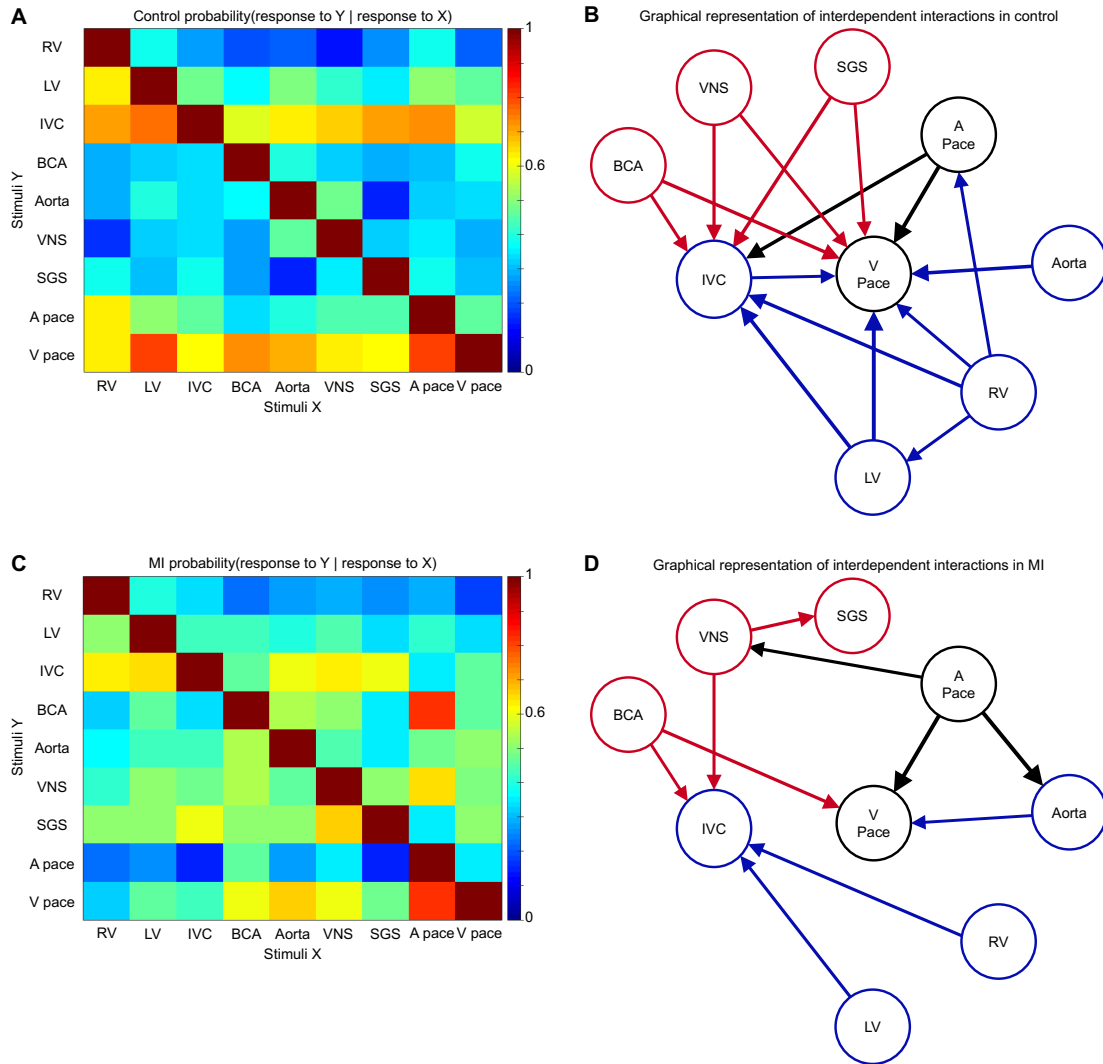 A
Control probability(response to Y | response to X)
Stimuli Y
RV
LV
IVC
BCA
Aorta
VNS
SGS
A pace
V pace
RV LV IVC BCA Aorta VNS SGS A pace V pace
Stimuli X
1
0.6
0
B
Graphical representation of interdependent interactions in control
SGS
VNS
A
Pace
BCA
IVC
V
Pace
Aorta
RV
LV
C
MI probability(response to Y | response to X)
Stimuli Y
RV
LV
IVC
BCA
Aorta
VNS
SGS
A pace
V pace
RV LV IVC BCA Aorta VNS SGS A pace V pace
Stimuli X
1
0.6
0
D
Graphical representation of interdependent interactions in MI
SGS
VNS
A
Pace
BCA
IVC
V
Pace
Aorta
RV
LV